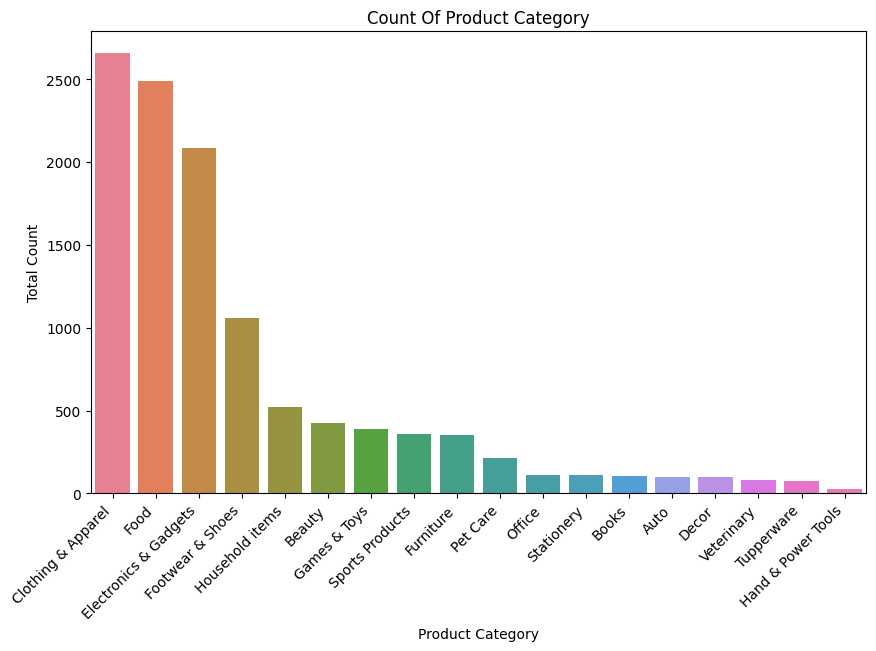 Count Of Product Category
Total Count
2500
2000
1500
1000
500
0
Clothing & Apparel
Food
Electronics & Gadgets
Footwear & Shoes
Household items
Beauty
Games & Toys
Sports Products
Furniture
Pet Care
Office
Stationery
Books
Auto
Decor
Veterinary
Tupperware
Hand & Power Tools
Product Category